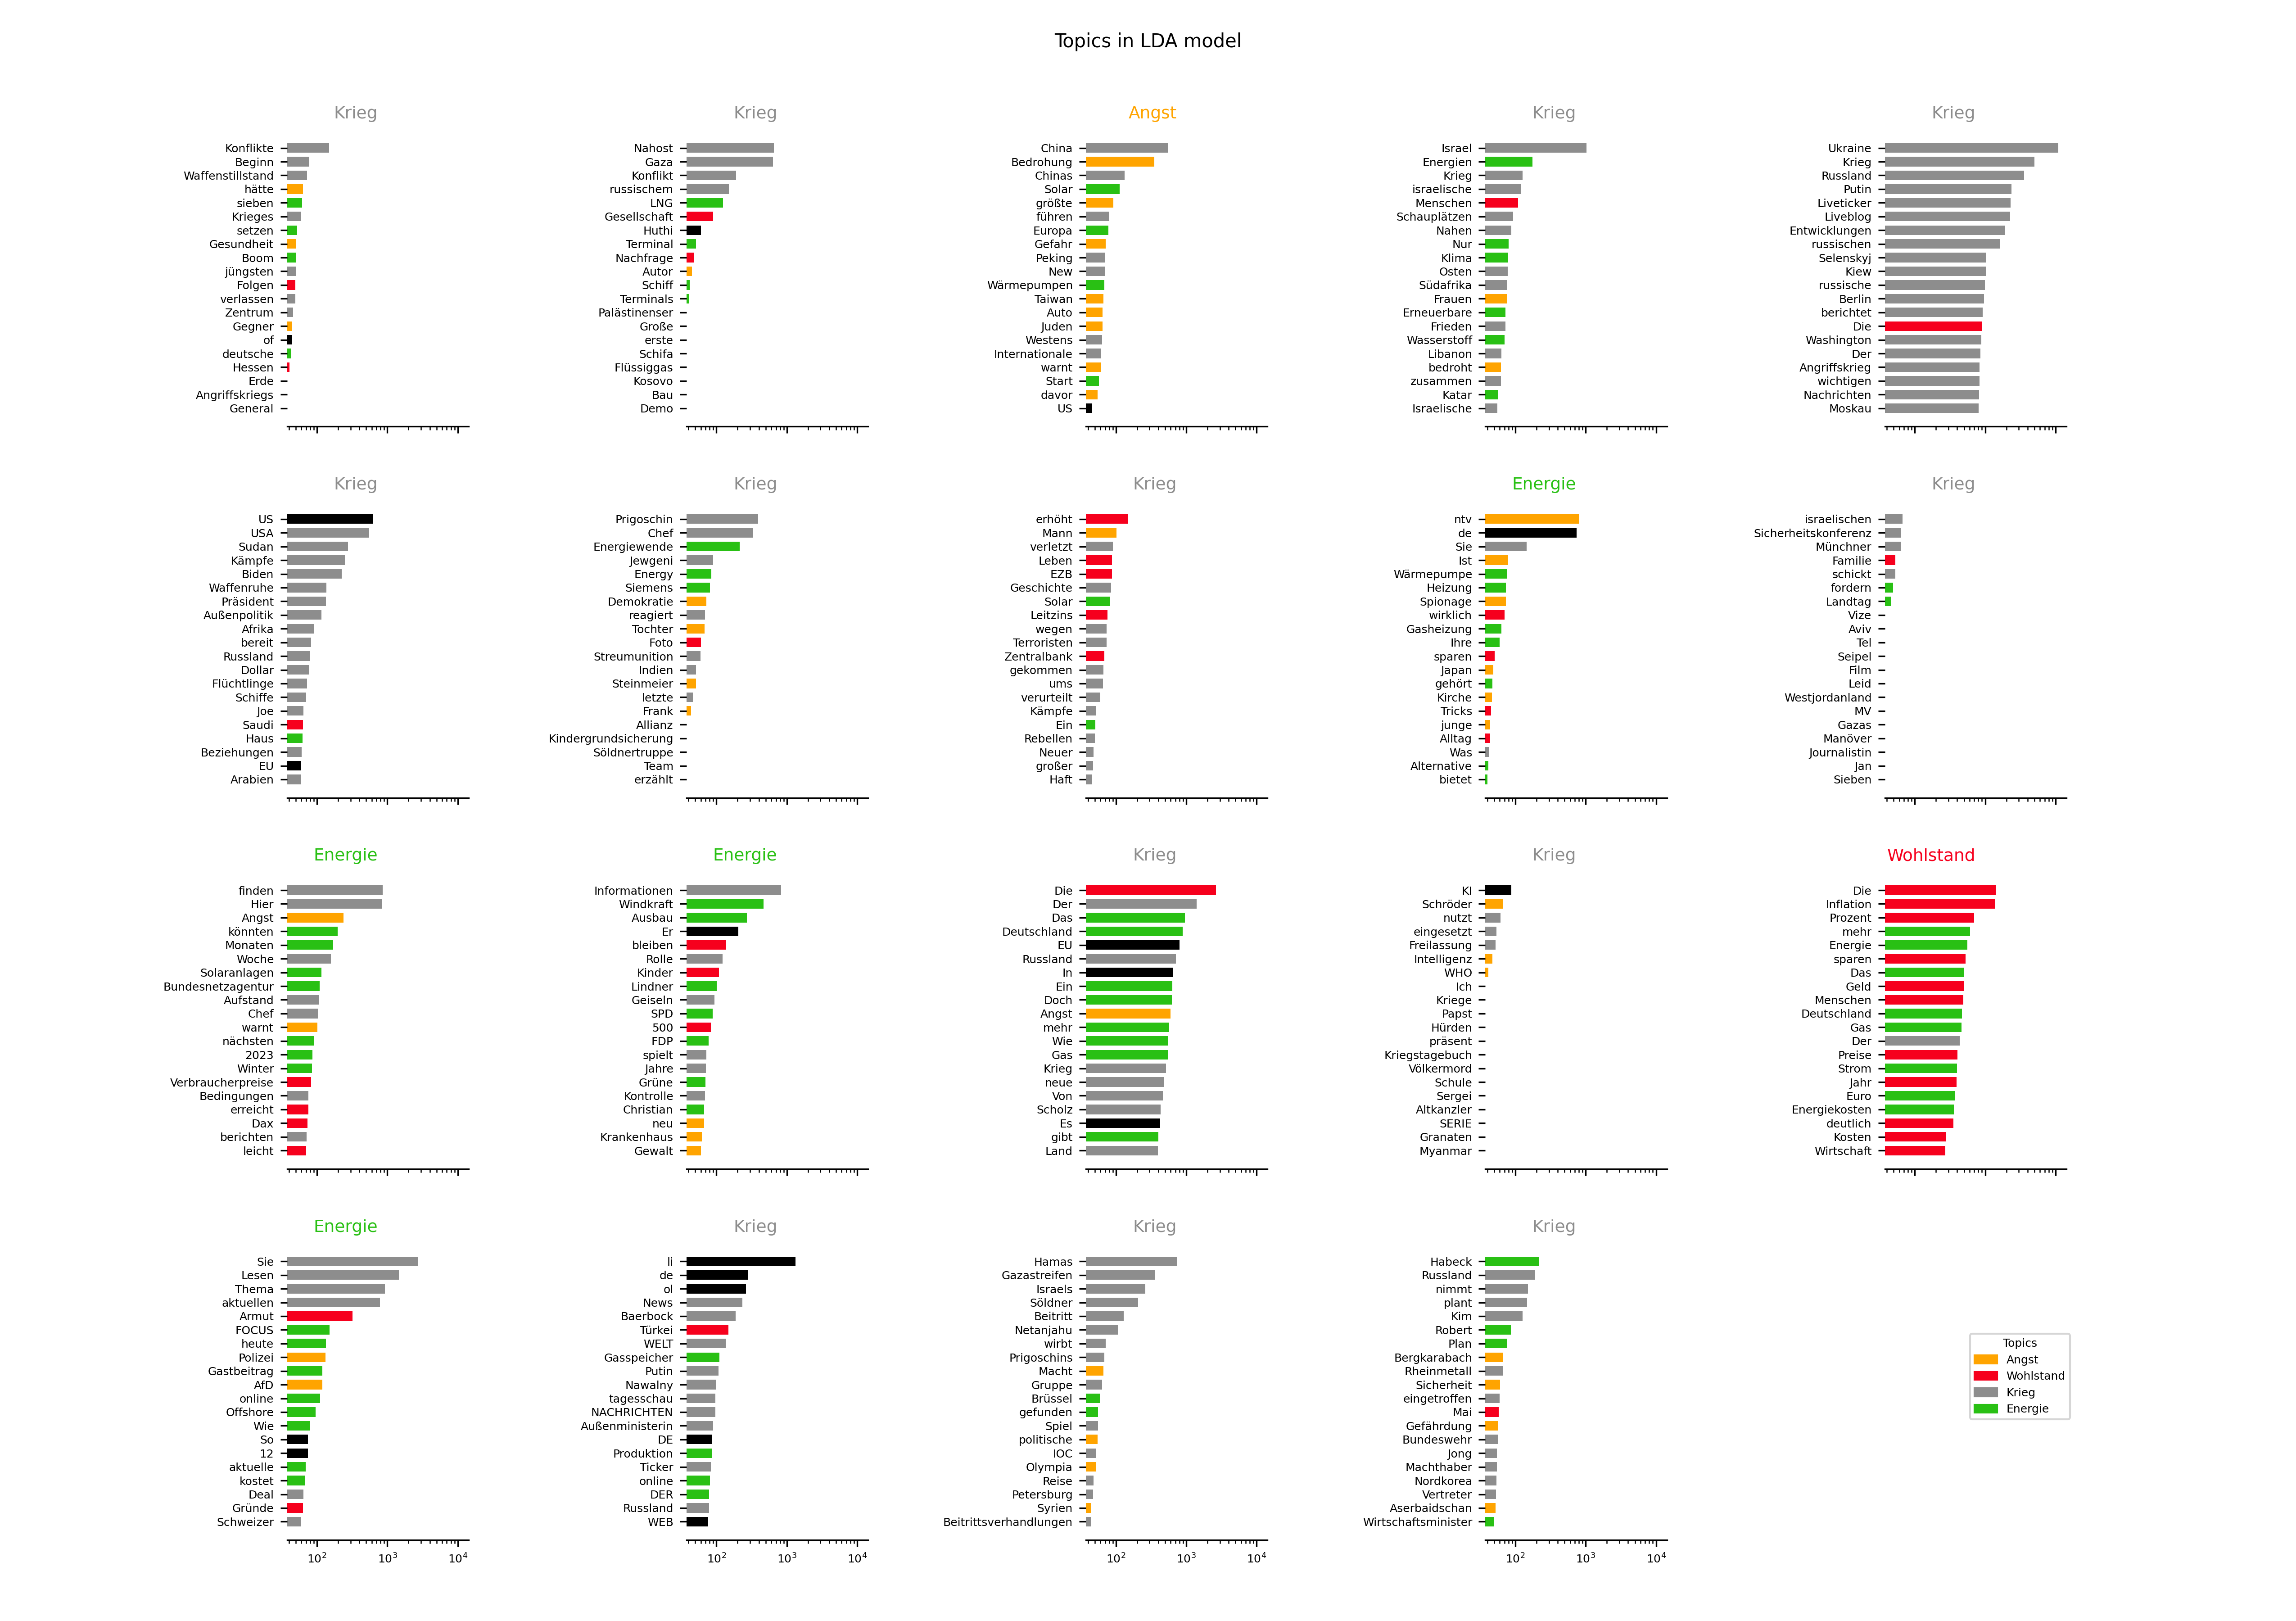 Topics in LDA model
Krieg
Konflikte
Beginn
Waffenstillstand
hätte
sieben
Krieges
setzen
Gesundheit
Boom
jüngsten
Folgen
verlassen
Zentrum
Gegner
of
deutsche
Hessen
Erde
Angriffskriegs
General
Krieg
Nahost
Gaza
Konflikt
russischem
LNG
Gesellschaft
Huthi
Terminal
Nachfrage
Autor
Schiff
Terminals
Palästinenser
Große
erste
Schifa
Flüssiggas
Kosovo
Bau
Demo
Angst
China
Bedrohung
Chinas
Solar
größte
führen
Europa
Gefahr
Peking
New
Wärmepumpen
Taiwan
Auto
Juden
Westens
Internationale
warnt
Start
davor
US
Krieg
Israel
Energien
Krieg
israelische
Menschen
Schauplätzen
Nahen
Nur
Klima
Osten
Südafrika
Frauen
Erneuerbare
Frieden
Wasserstoff
Libanon
bedroht
zusammen
Katar
Israelische
Krieg
Ukraine
Krieg
Russland
Putin
Liveticker
Liveblog
Entwicklungen
russischen
Selenskyj
Kiew
russische
Berlin
berichtet
Die
Washington
Der
Angriffskrieg
wichtigen
Nachrichten
Moskau
Krieg
US
USA
Sudan
Kämpfe
Biden
Waffenruhe
Präsident
Außenpolitik
Afrika
bereit
Russland
Dollar
Flüchtlinge
Schiffe
Joe
Saudi
Haus
Beziehungen
EU
Arabien
Krieg
Prigoschin
Chef
Energiewende
Jewgeni
Energy
Siemens
Demokratie
reagiert
Tochter
Foto
Streumunition
Indien
Steinmeier
letzte
Frank
Allianz
Kindergrundsicherung
Söldnertruppe
Team
erzählt
Krieg
erhöht
Mann
verletzt
Leben
EZB
Geschichte
Solar
Leitzins
wegen
Terroristen
Zentralbank
gekommen
ums
verurteilt
Kämpfe
Ein
Rebellen
Neuer
großer
Haft
Energie
ntv
de
Sie
Ist
Wärmepumpe
Heizung
Spionage
wirklich
Gasheizung
Ihre
sparen
Japan
gehört
Kirche
Tricks
junge
Alltag
Was
Alternative
bietet
Krieg
israelischen
Sicherheitskonferenz
Münchner
Familie
schickt
fordern
Landtag
Vize
Aviv
Tel
Seipel
Film
Leid
Westjordanland
MV
Gazas
Manöver
Journalistin
Jan
Sieben
Energie
finden
Hier
Angst
könnten
Monaten
Woche
Solaranlagen
Bundesnetzagentur
Aufstand
Chef
warnt
nächsten
2023
Winter
Verbraucherpreise
Bedingungen
erreicht
Dax
berichten
leicht
Energie
Informationen
Windkraft
Ausbau
Er
bleiben
Rolle
Kinder
Lindner
Geiseln
SPD
500
FDP
spielt
Jahre
Grüne
Kontrolle
Christian
neu
Krankenhaus
Gewalt
Krieg
Die
Der
Das
Deutschland
EU
Russland
In
Ein
Doch
Angst
mehr
Wie
Gas
Krieg
neue
Von
Scholz
Es
gibt
Land
Krieg
KI
Schröder
nutzt
eingesetzt
Freilassung
Intelligenz
WHO
Ich
Kriege
Papst
Hürden
präsent
Kriegstagebuch
Völkermord
Schule
Sergei
Altkanzler
SERIE
Granaten
Myanmar
Wohlstand
Die
Inflation
Prozent
mehr
Energie
sparen
Das
Geld
Menschen
Deutschland
Gas
Der
Preise
Strom
Jahr
Euro
Energiekosten
deutlich
Kosten
Wirtschaft
Energie
Sie
Lesen
Thema
aktuellen
Armut
FOCUS
heute
Polizei
Gastbeitrag
AfD
online
Offshore
Wie
So
12
aktuelle
kostet
Deal
Gründe
Schweizer
10² 10³ 10⁴
Krieg
li
de
ol
News
Baerbock
Türkei
WELT
Gasspeicher
Putin
Nawalny
tagesschau
NACHRICHTEN
Außenministerin
DE
Produktion
Ticker
online
DER
Russland
WEB
10² 10³ 10⁴
Krieg
Hamas
Gazastreifen
Israels
Söldner
Beitritt
Netanjahu
wirbt
Prigoschins
Macht
Gruppe
Brüssel
gefunden
Spiel
politische
IOC
Olympia
Reise
Petersburg
Syrien
Beitrittsverhandlungen
10² 10³ 10⁴
Krieg
Habeck
Russland
nimmt
plant
Kim
Robert
Plan
Bergkarabach
Rheinmetall
Sicherheit
eingetroffen
Mai
Gefährdung
Bundeswehr
Jong
Machthaber
Nordkorea
Vertreter
Aserbaidschan
Wirtschaftsminister
10² 10³ 10⁴
Topics
Angst
Wohlstand
Krieg
Energie